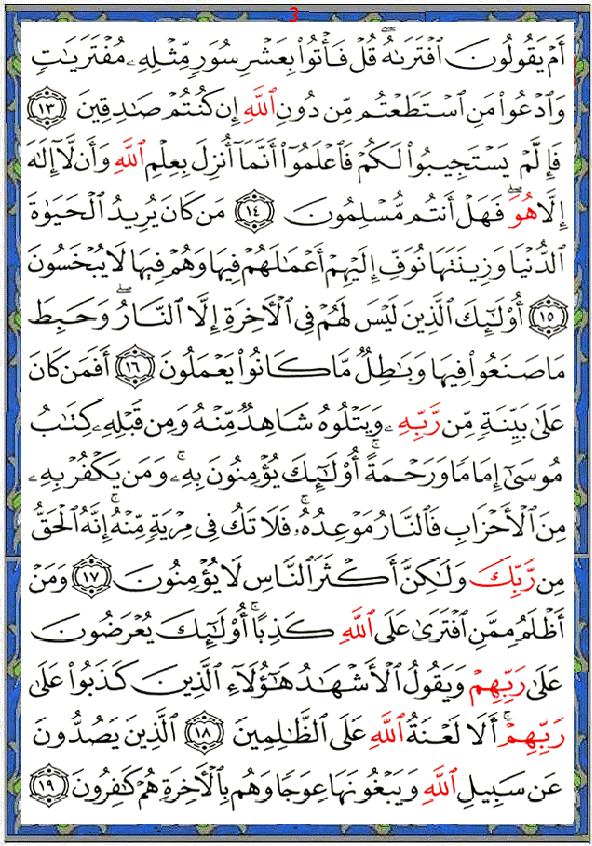 3
أَمْ يَقُولُونَ ٱفْتَرَىٰهُ ۖ قُلْ فَأْتُوا۟ بِعَشْرِ سُوَرٍ مِّثْلِهِۦ مُفْتَرَيَٰتٍ
وَٱدْعُوا۟ مَنِ ٱسْتَطَعْتُم مِّن دُونِ ٱللَّهِ إِن كُنتُمْ صَٰدِقِينَ ١٣
فَإِلَّمْ يَسْتَجِيبُوا۟ لَكُمْ فَٱعْلَمُوٓا۟ أَنَّمَآ أُنزِلَ بِعِلْمِ ٱللَّهِ وَأَن لَّآ إِلَٰهَ
إِلَّا هُوَ ۖ فَهَلْ أَنتُم مُّسْلِمُونَ ١٤ مَن كَانَ يُرِيدُ ٱلْحَيَوٰةَ
ٱلدُّنْيَا وَزِينَتَهَا نُوَفِّ إِلَيْهِمْ أَعْمَٰلَهُمْ فِيهَا وَهُمْ فِيهَا لَا يُبْخَسُونَ
١٥ أُو۟لَٰٓئِكَ ٱلَّذِينَ لَيْسَ لَهُمْ فِى ٱلْءَاخِرَةِ إِلَّا ٱلنَّارُ ۖ وَحَبِطَ
مَا صَنَعُوا۟ فِيهَا وَبَٰطِلٌ مَّا كَانُوا۟ يَعْمَلُونَ ١٦ أَفَمَن كَانَ
عَلَىٰ بَيِّنَةٍ مِّن رَّبِّهِۦ وَيَتْلُوهُ شَاهِدٌ مِّنْهُ وَمِن قَبْلِهِۦ كِتَٰبُ
مُوسَىٰٓ إِمَامًا وَرَحْمَةً ۚ أُو۟لَٰٓئِكَ يُؤْمِنُونَ بِهِۦ ۚ وَمَن يَكْفُرْ بِهِۦ
مِنَ ٱلْأَحْزَابِ فَٱلنَّارُ مَوْعِدُهُۥ ۚ فَلَا تَكُ فِى مِرْيَةٍ مِّنْهُ ۚ إِنَّهُ ٱلْحَقُّ
مِن رَّبِّكَ وَلَٰكِنَّ أَكْثَرَ ٱلنَّاسِ لَا يُؤْمِنُونَ ١٧ وَمَنْ
أَظْلَمُ مِمَّنِ ٱفْتَرَىٰ عَلَى ٱللَّهِ كَذِبًا ۚ أُو۟لَٰٓئِكَ يُعْرَضُونَ
عَلَىٰ رَبِّهِمْ وَيَقُولُ ٱلْأَشْهَٰدُ هَٰٓؤُلَآءِ ٱلَّذِينَ كَذَبُوا۟ عَلَىٰ
رَبِّهِمْ ۚ أَلَا لَعْنَةُ ٱللَّهِ عَلَى ٱلظَّٰلِمِينَ ١٨ ٱلَّذِينَ يَصُدُّونَ
عَن سَبِيلِ ٱللَّهِ وَيَبْغُونَهَا عِوَجًا وَهُم بِٱلْءَاخِرَةِ هُمْ كَٰفِرُونَ ١٩